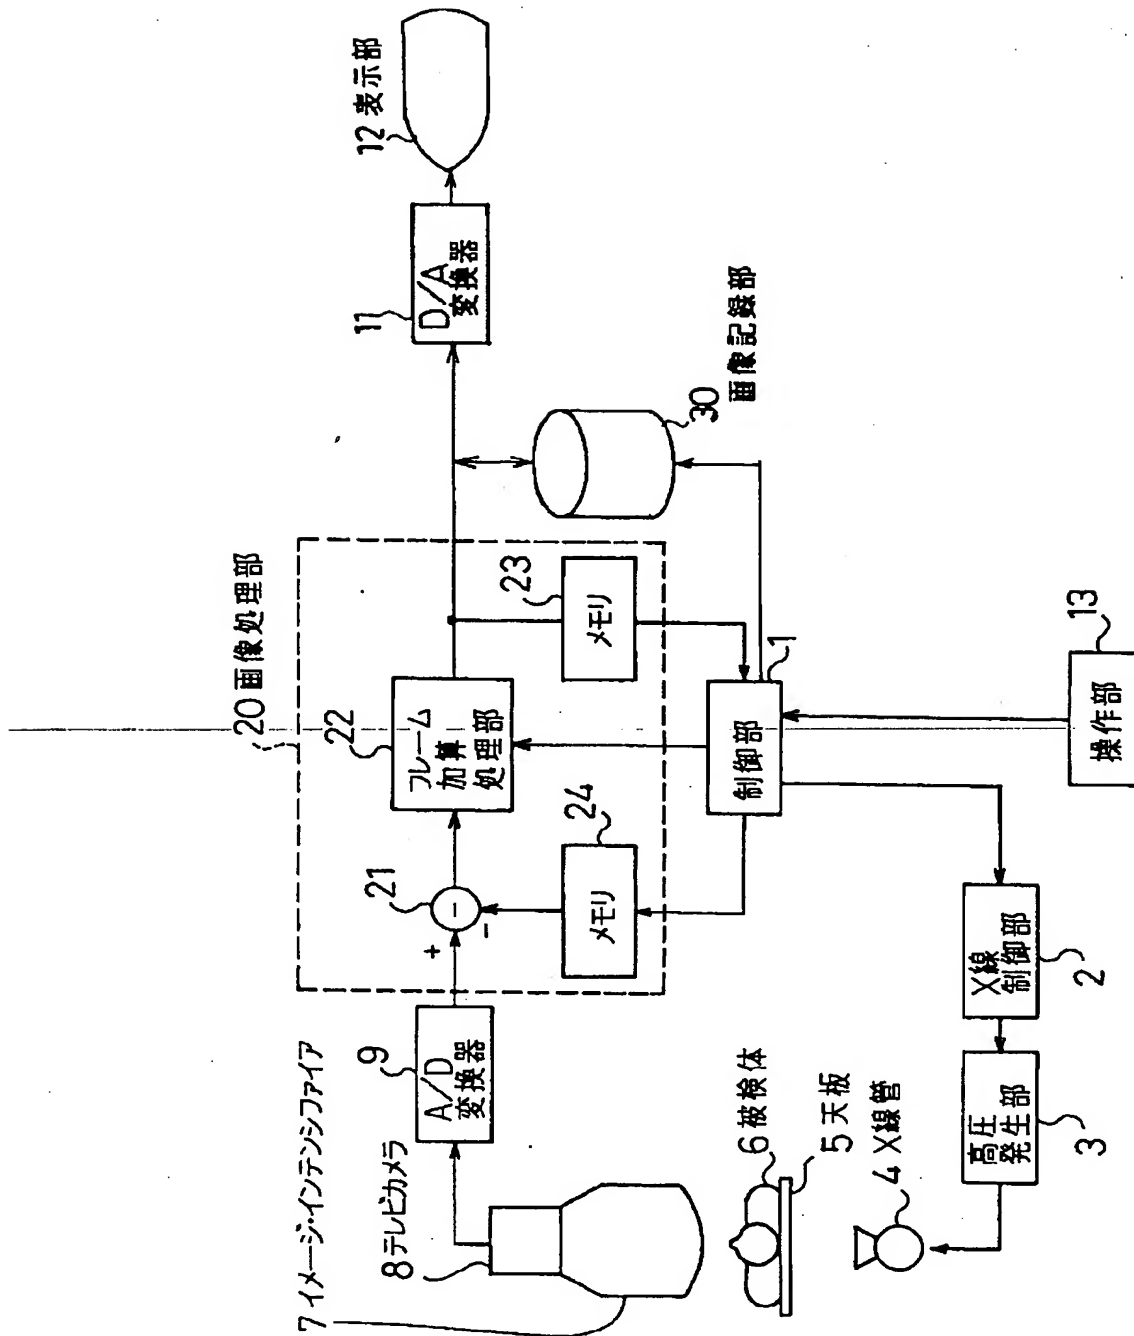 7 イメージ・インテンシファイア
8 テレビカメラ
9
A/D
変換器
20 画像処理部
+
-
-
21
22
フレーム
加算
処理部
24
メモリ
23
メモリ
11
D/A
変換器
12 表示部
30
画像記録部
1
制御部
13
操作部
6 被検体
5 天板
4 X線管
X線
制御部
2
高圧
発生部
3